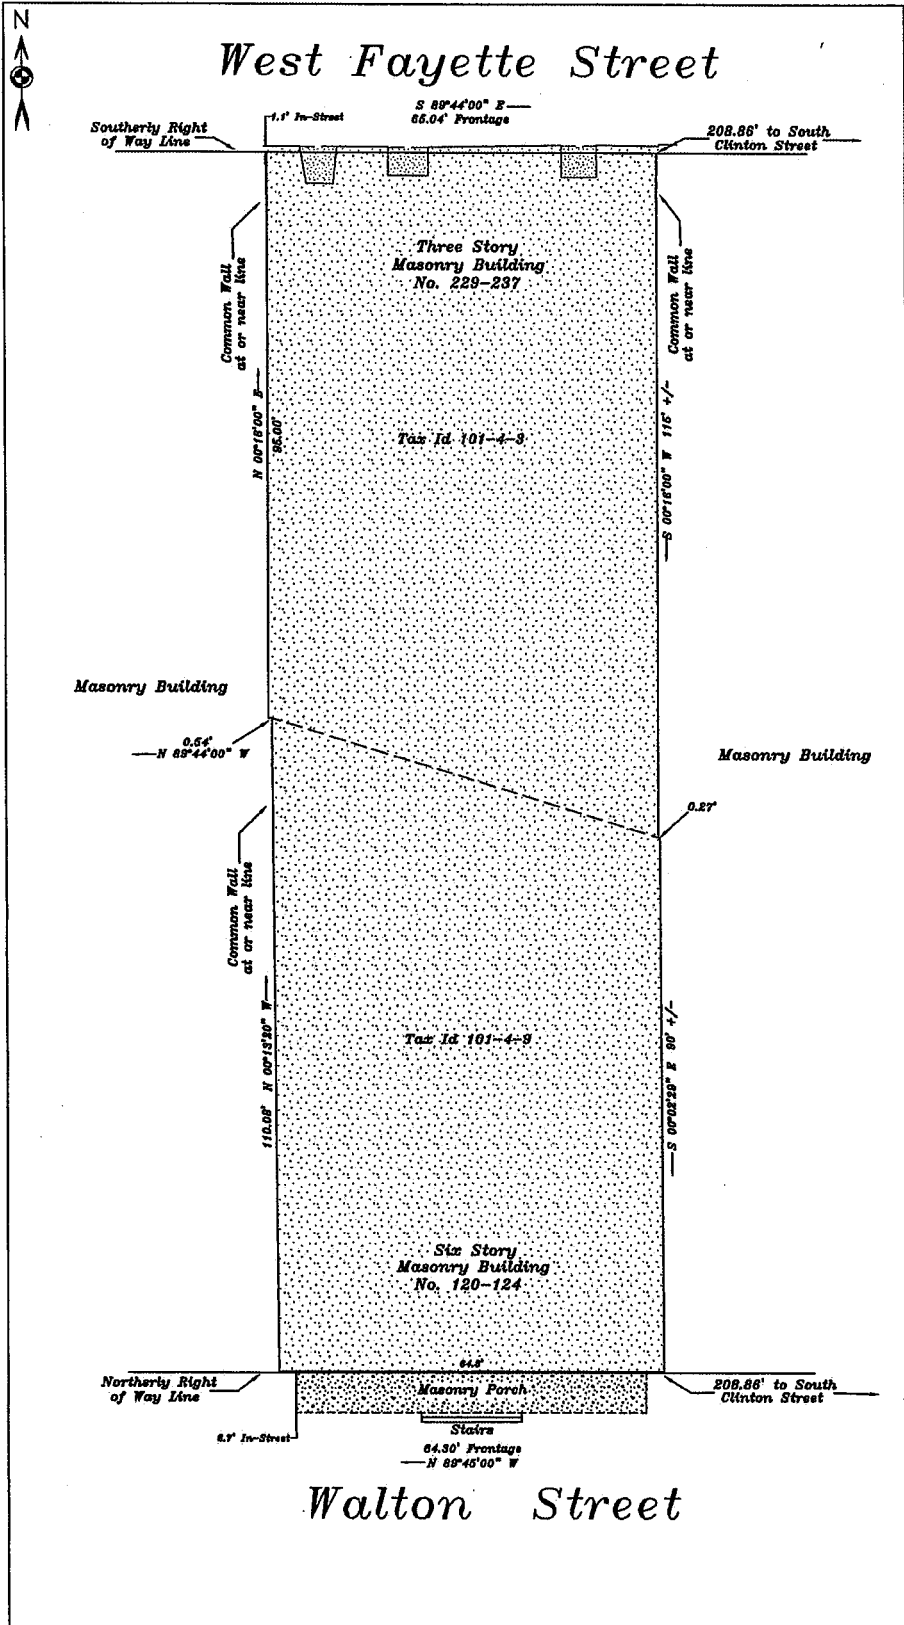 N
West Fayette Street
S 89°44'00" E
65.04' Frontage
1.1' In-Street
Southerly Right
of Way Line
208.86' to South
Clinton Street
Three Story
Masonry Building
No. 229-237
Common Wall
at or near line
Common Wall
at or near line
N 00°16'00" E
95.00'
S 00°16'00" W 115' +/-
Tax Id 101-4-3
Masonry Building
0.54'
N 89°44'00" W
Masonry Building
0.27'
Common Wall
at or near line
110.08' N 00°13'20" W
S 00°02'29" E 90' +/-
Tax Id 101-4-9
Six Story
Masonry Building
No. 120-124
64.5'
Northerly Right
of Way Line
Masonry Porch
208.86' to South
Clinton Street
Stairs
6.7' In-Street
64.30' Frontage
N 89°45'00" W
Walton Street